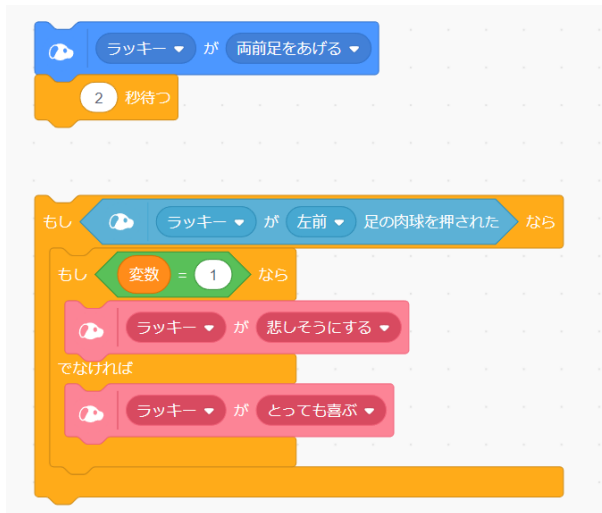 ラッキー が 両前足をあげる
2 秒待つ
もし ラッキー が 左前 足の肉球を押された なら
もし 変数 = 1 なら
ラッキー が 悲しそうにする
でなければ
ラッキー が とっても喜ぶ